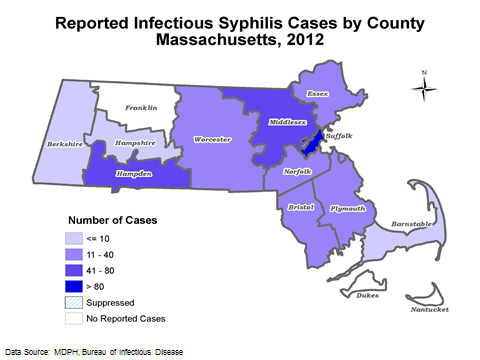 Reported Infectious Syphilis Cases by County
Massachusetts, 2012
N
Essex
Franklin
Middlesex
Suffolk
Berkshire
Hampshire
Worcester
Hampden
Norfolk
Bristol
Plymouth
Barnstable
Dukes
Nantucket
Number of Cases
<= 10
11 - 40
41 - 80
> 80
Suppressed
No Reported Cases
Data Source: MDPH, Bureau of Infectious Disease